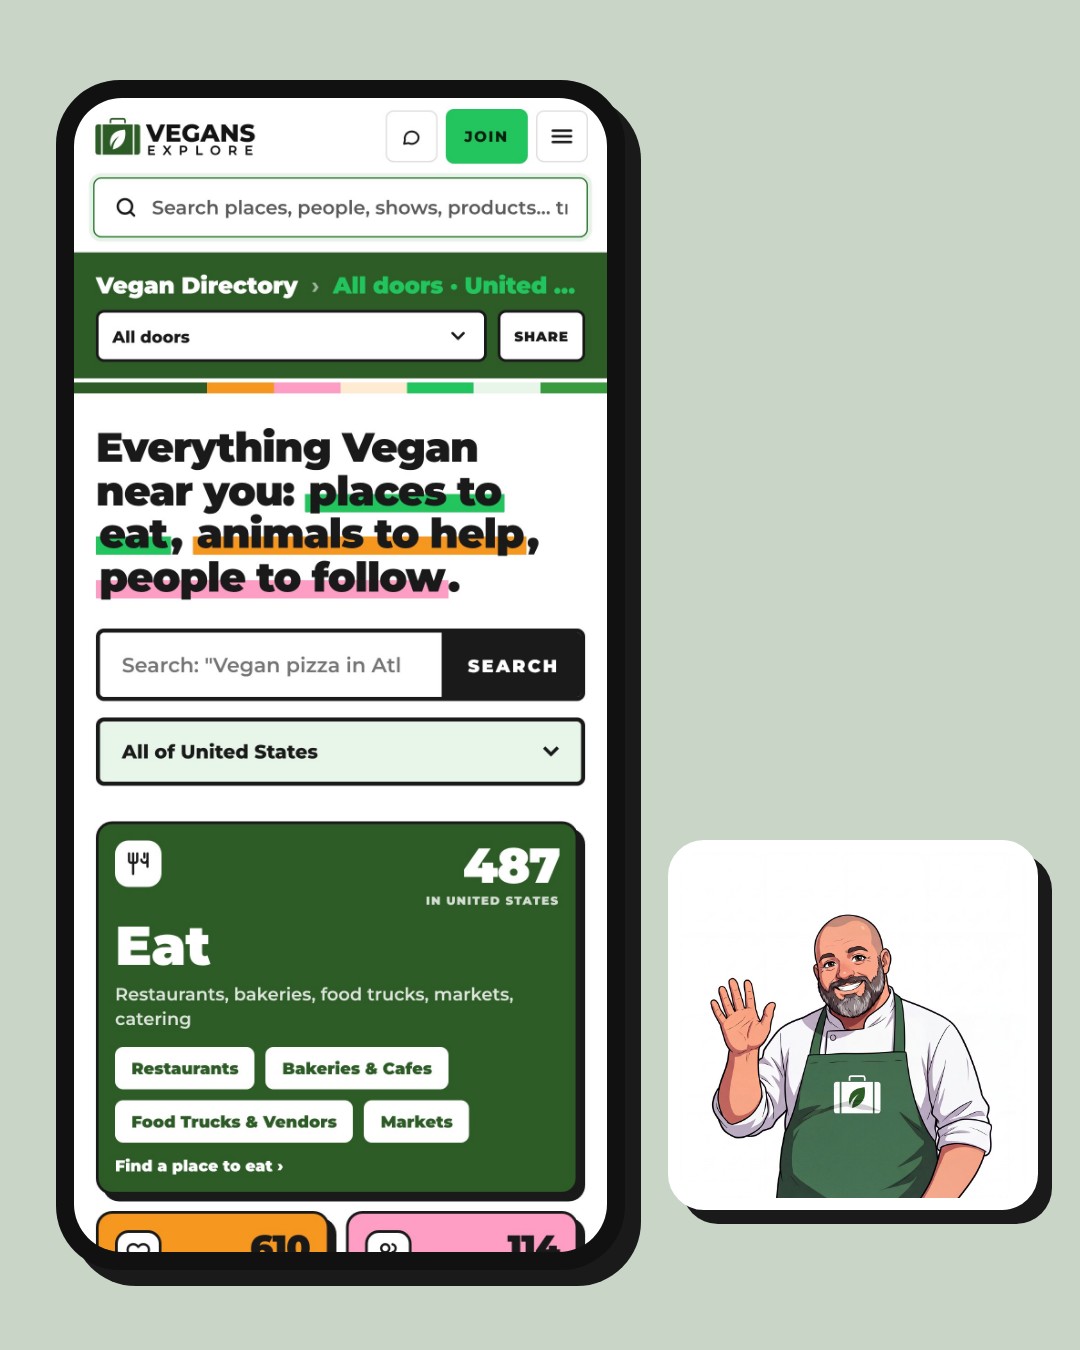 VEGANS
EXPLORE
JOIN
Search places, people, shows, products...
Vegan Directory › All doors · United ...
All doors
SHARE
Everything Vegan
near you: places to
eat, animals to help,
people to follow.
Search: "Vegan pizza in Atl
SEARCH
All of United States
487
IN UNITED STATES
Eat
Restaurants, bakeries, food trucks, markets,
catering
Restaurants
Bakeries & Cafes
Food Trucks & Vendors
Markets
Find a place to eat ›
610
114